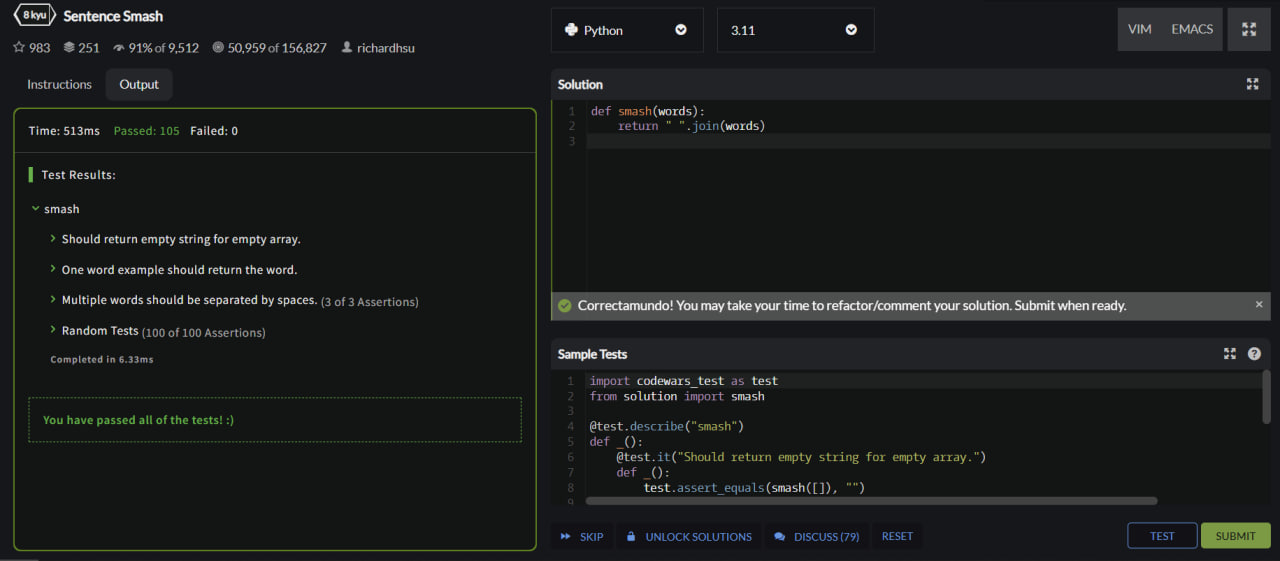 8 kyu Sentence Smash
983 251 91% of 9,512 50,959 of 156,827 richardhsu
Instructions Output
Time: 513ms Passed: 105 Failed: 0
Test Results:
smash
Should return empty string for empty array.
One word example should return the word.
Multiple words should be separated by spaces. (3 of 3 Assertions)
Random Tests (100 of 100 Assertions)
Completed in 6.33ms
You have passed all of the tests! :)
Python 3.11 VIM EMACS
Solution
1 def smash(words):
2     return " ".join(words)
3
Correctamundo! You may take your time to refactor/comment your solution. Submit when ready. ×
Sample Tests ?
1 import codewars_test as test
2 from solution import smash
3
4 @test.describe("smash")
5 def _():
6     @test.it("Should return empty string for empty array.")
7     def _():
8         test.assert_equals(smash([]), "")
9
SKIP UNLOCK SOLUTIONS DISCUSS (79) RESET TEST SUBMIT